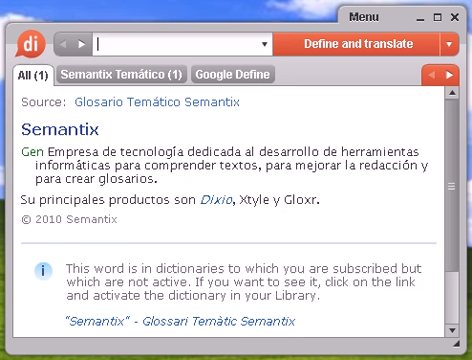 Menu
di
Define and translate
All (1) Semantix Temático (1) Google Define
Source: Glosario Temático Semantix
Semantix
Gen Empresa de tecnología dedicada al desarrollo de herramientas
informáticas para comprender textos, para mejorar la redacción y
para crear glosarios.
Su principales productos son Dixio, Xtyle y Gloxr.
© 2010 Semantix
This word is in dictionaries to which you are subscribed but
which are not active. If you want to see it, click on the link
and activate the dictionary in your Library.
"Semantix" - Glossari Temàtic Semantix